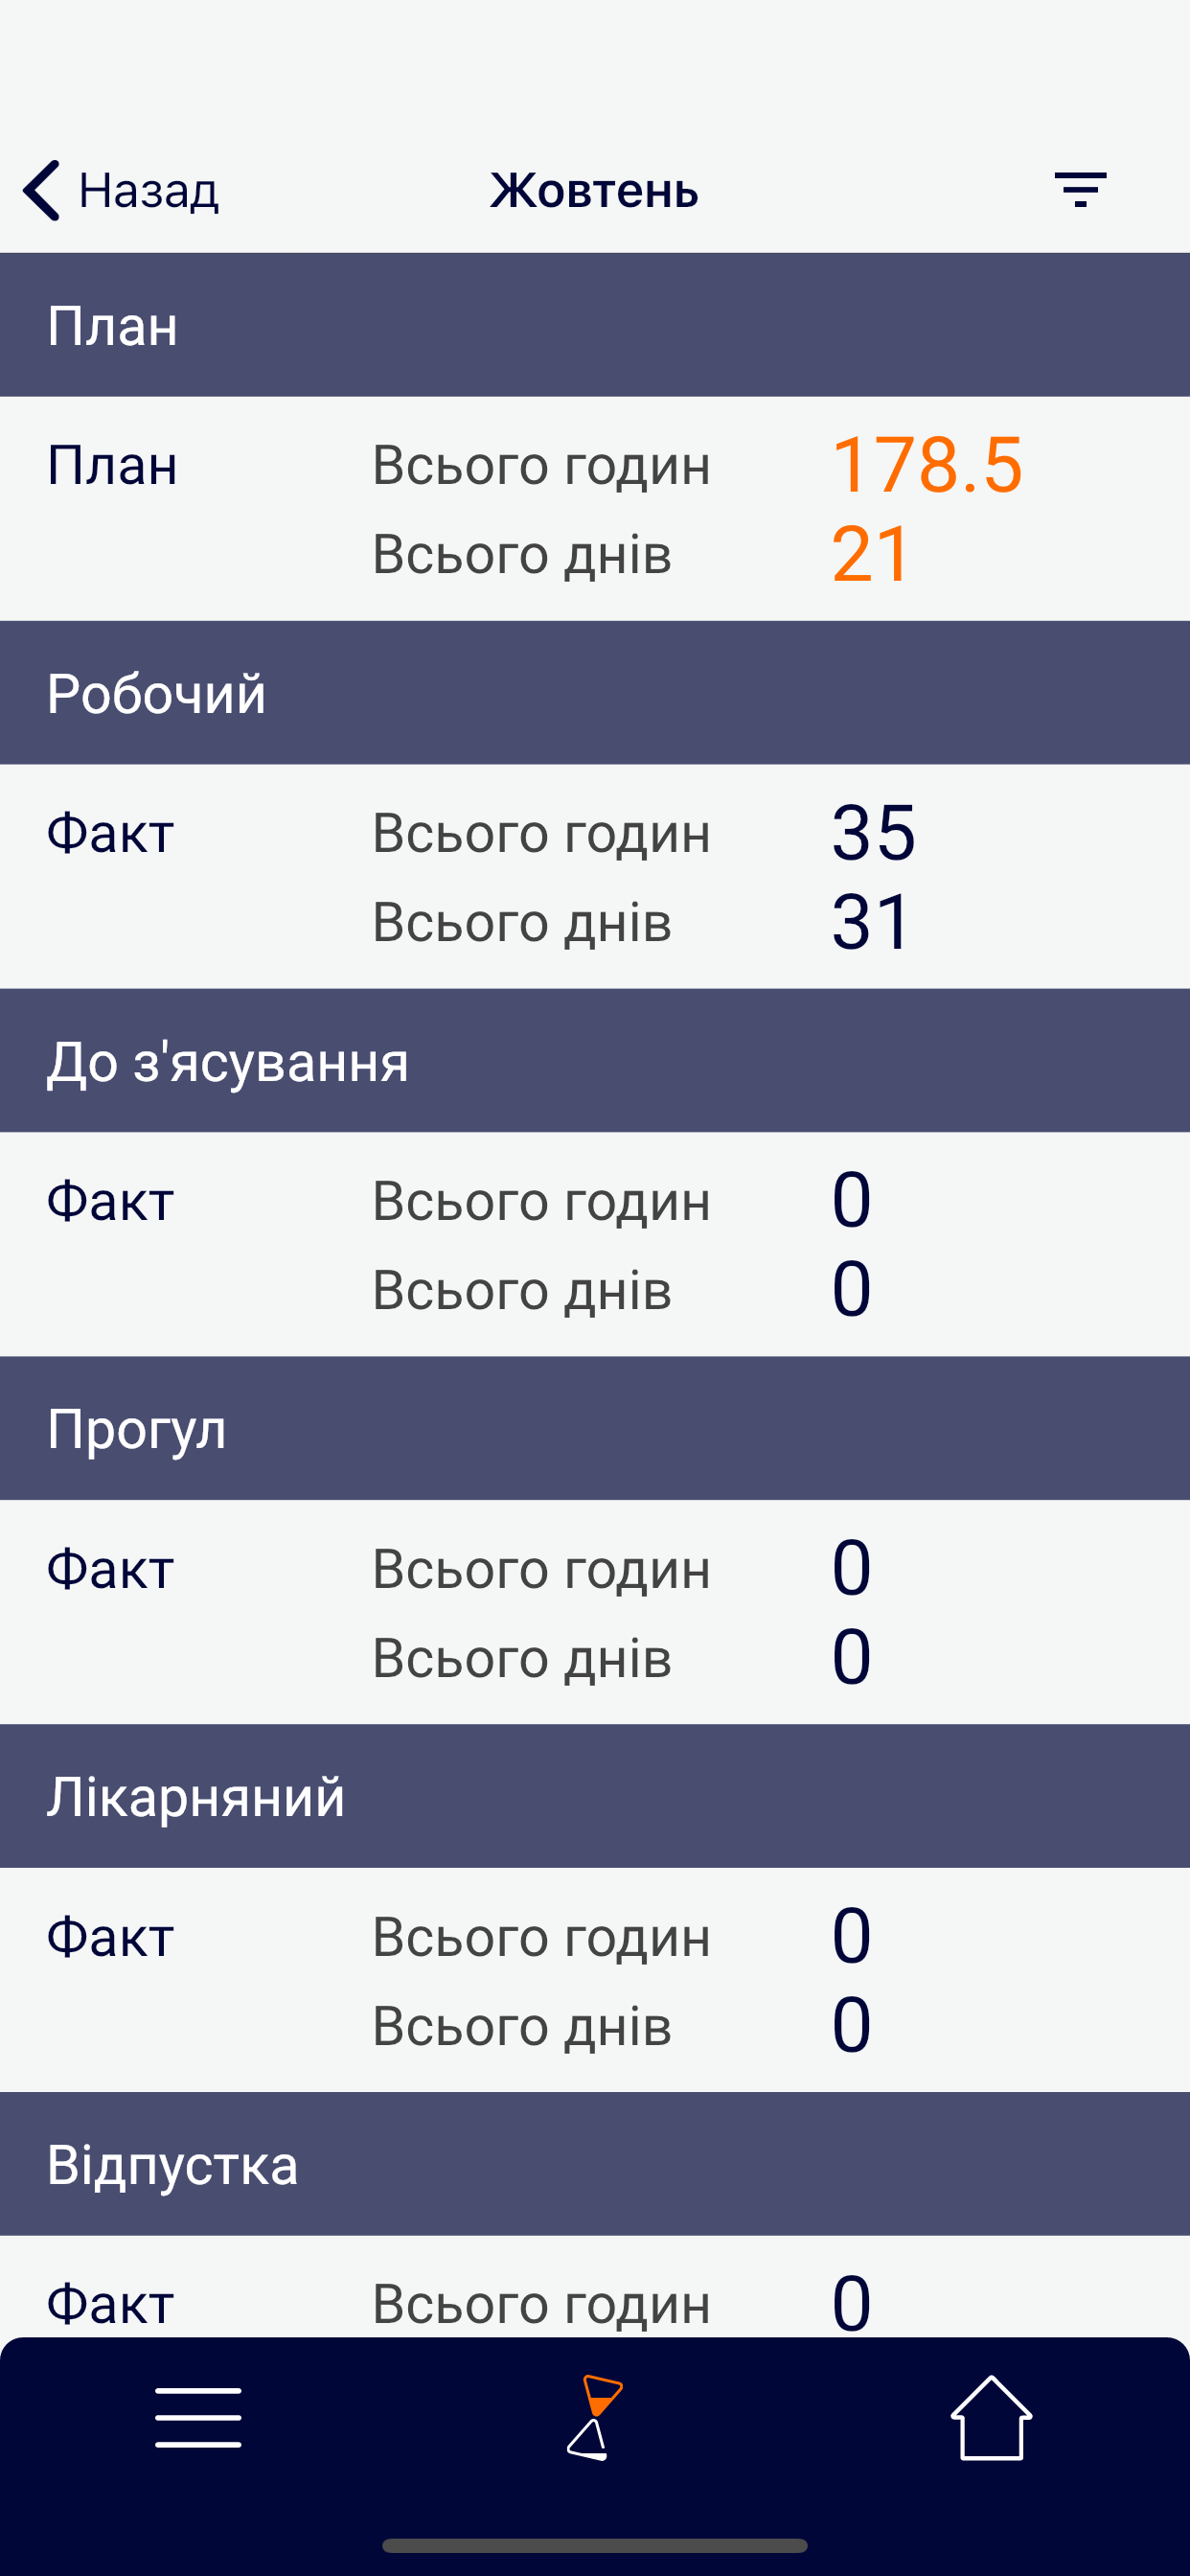 Назад Жовтень
План
План Всього годин 178.5
Всього днів 21
Робочий
Факт Всього годин 35
Всього днів 31
До з'ясування
Факт Всього годин 0
Всього днів 0
Прогул
Факт Всього годин 0
Всього днів 0
Лікарняний
Факт Всього годин 0
Всього днів 0
Відпустка
Факт Всього годин 0